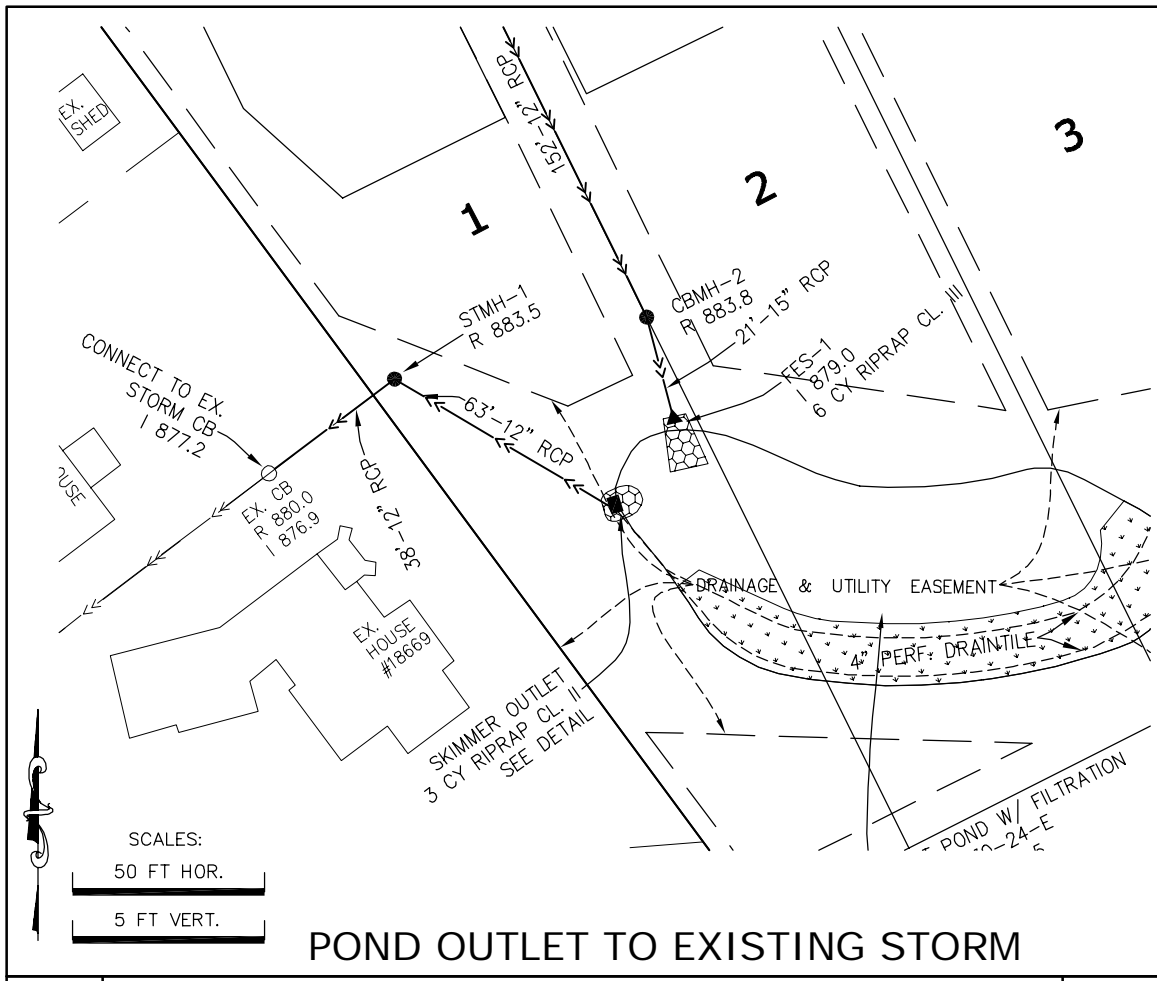 EX.
SHED
152'-12" RCP
1
2
3
STMH-1
R 883.5
CBMH-2
R 883.8
21'-15" RCP
FES-1
I 879.0
6 CY RIPRAP CL. III
CONNECT TO EX.
STORM CB
I 877.2
63'-12" RCP
38'-12" RCP
EX. CB
R 880.0
I 876.9
DRAINAGE & UTILITY EASEMENT
4" PERF. DRAINTILE
EX.
HOUSE
#18669
SKIMMER OUTLET
3 CY RIPRAP CL. II
SEE DETAIL
POND W/ FILTRATION
-24-E
SCALES:
50 FT HOR.
5 FT VERT.
POND OUTLET TO EXISTING STORM